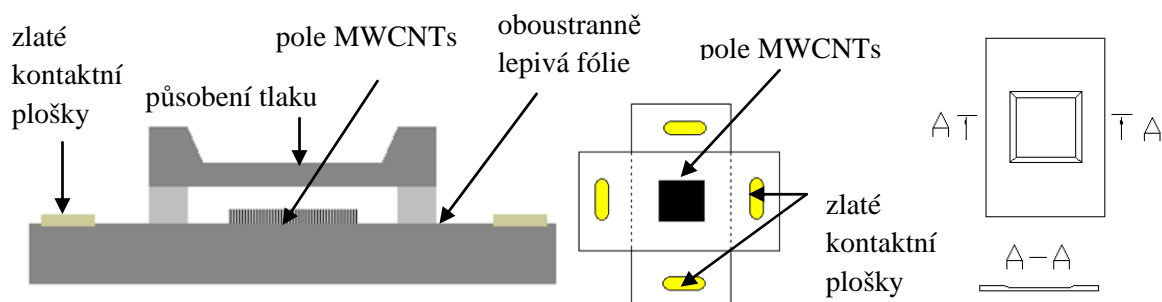 zlaté
kontaktní
plošky
působení tlaku
pole MWCNTs
oboustranně
lepivá fólie
pole MWCNTs
zlaté
kontaktní
plošky
A
A
A-A